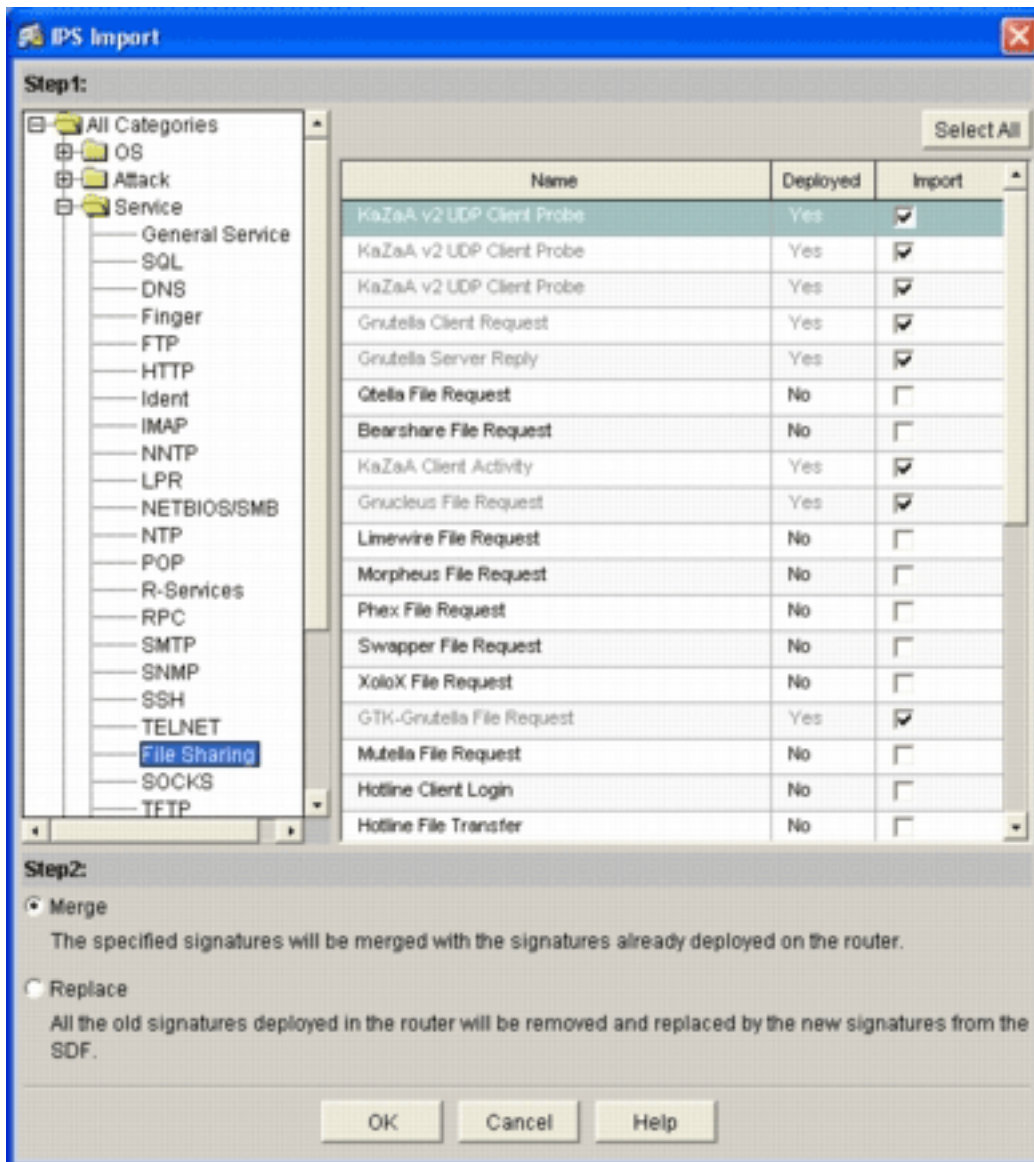 IPS Import
Step1:
All Categories
OS
Attack
Service
General Service
SQL
DNS
Finger
FTP
HTTP
Ident
IMAP
NNTP
LPR
NETBIOS/SMB
NTP
POP
R-Services
RPC
SMTP
SNMP
SSH
TELNET
File Sharing
SOCKS
TFTP
Select All
Name Deployed Import
KaZaA v2 UDP Client Probe Yes
KaZaA v2 UDP Client Probe Yes
KaZaA v2 UDP Client Probe Yes
Gnutella Client Request Yes
Gnutella Server Reply Yes
Qtella File Request No
Bearshare File Request No
KaZaA Client Activity Yes
Gnucleus File Request Yes
Limewire File Request No
Morpheus File Request No
Phex File Request No
Swapper File Request No
XoloX File Request No
GTK-Gnutella File Request Yes
Mutella File Request No
Hotline Client Login No
Hotline File Transfer No
Step2:
Merge
The specified signatures will be merged with the signatures already deployed on the router.
Replace
All the old signatures deployed in the router will be removed and replaced by the new signatures from the
SDF.
OK Cancel Help